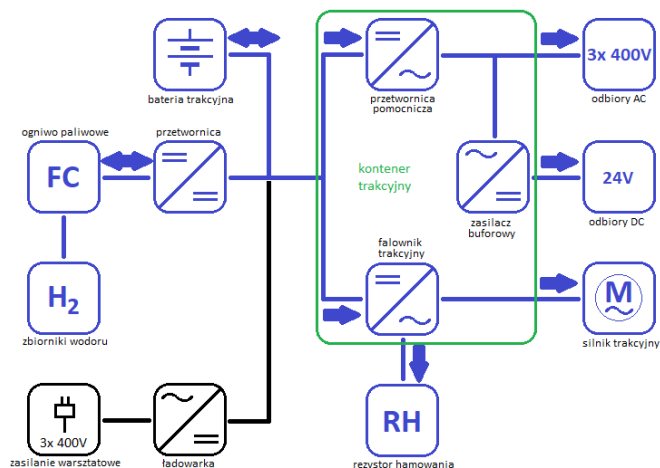 3x 400V
bateria trakcyjna
przetwornica
pomocnicza
odbiory AC
ogniwo paliwowe
przetwornica
FC
kontener
trakcyjny
24V
zasilacz
buforowy
odbiory DC
falownik
trakcyjny
H2
M
zbiorniki wodoru
silnik trakcyjny
3x 400V
RH
zasilanie warsztatowe
ładowarka
rezystor hamowania